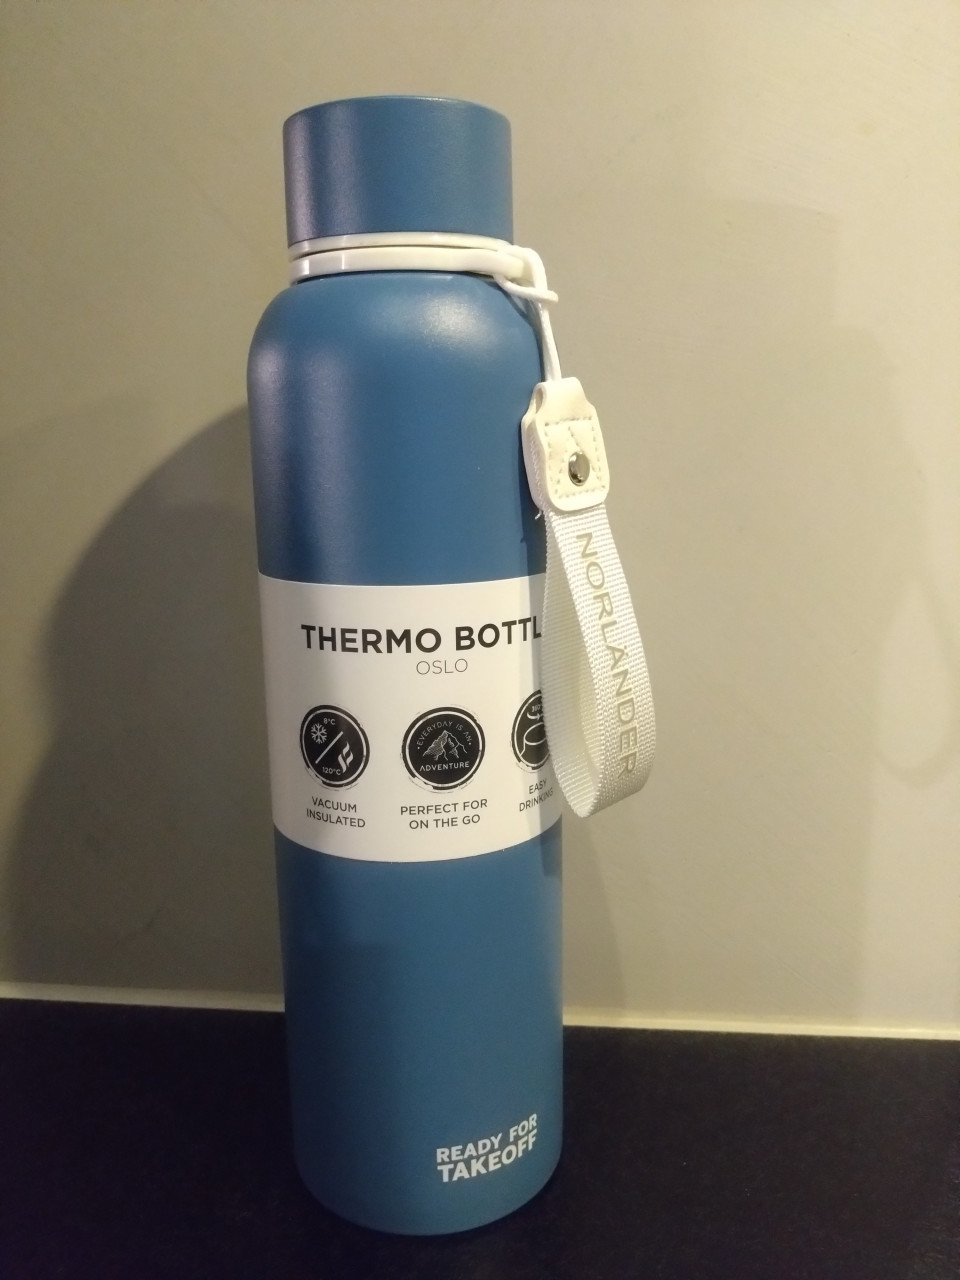 THERMO BOTTL
OSLO
8°C
120°C
VACUUM
INSULATED
EVERYDAY IS AN
ADVENTURE
PERFECT FOR
ON THE GO
360°
EASY
DRINKING
NORLANDER
READY FOR
TAKEOFF